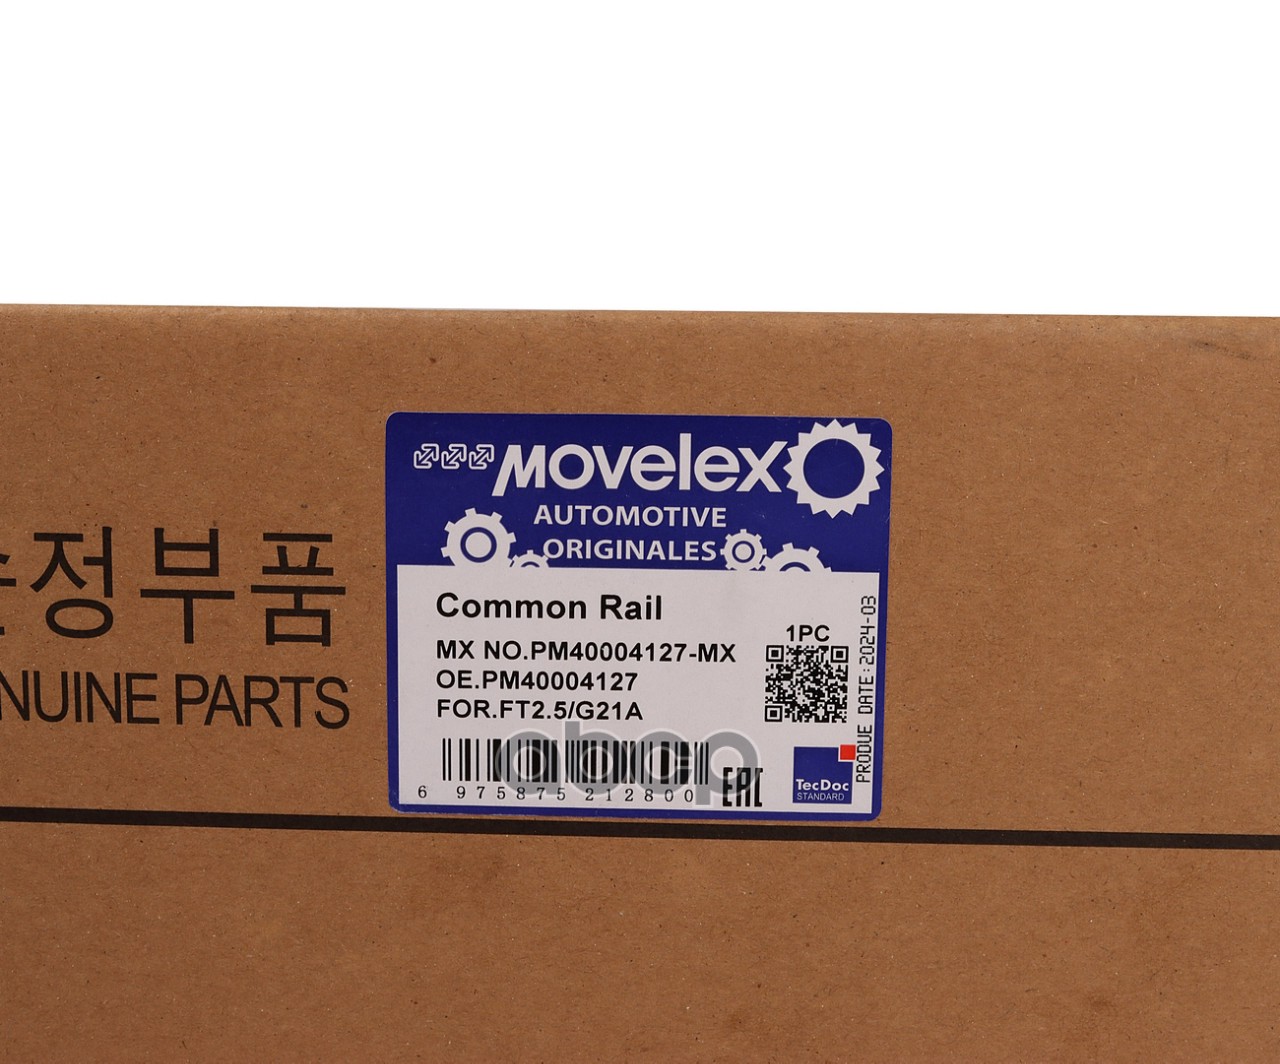 정부품
NUINE PARTS
Movelex
AUTOMOTIVE
ORIGINALES
Common Rail
MX NO.PM40004127-MX
OE.PM40004127
FOR.FT2.5/G21A
1PC
PRODUE DATE:2024-03
6 975875 212800
EAC
TecDoc
STANDARD
abcp